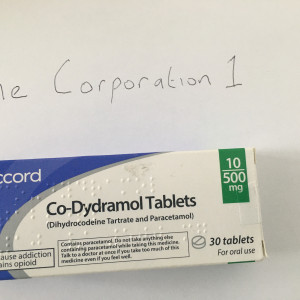 Corporation 1
ccord
10
500
mg
Co-Dydramol Tablets
(Dihydrocodeine Tartrate and Paracetamol)
Contains paracetamol. Do not take anything else
containing paracetamol while taking this medicine.
Talk to a doctor at once if you take too much of this
medicine even if you feel well.
ause addiction
ains opioid
30 tablets
For oral use